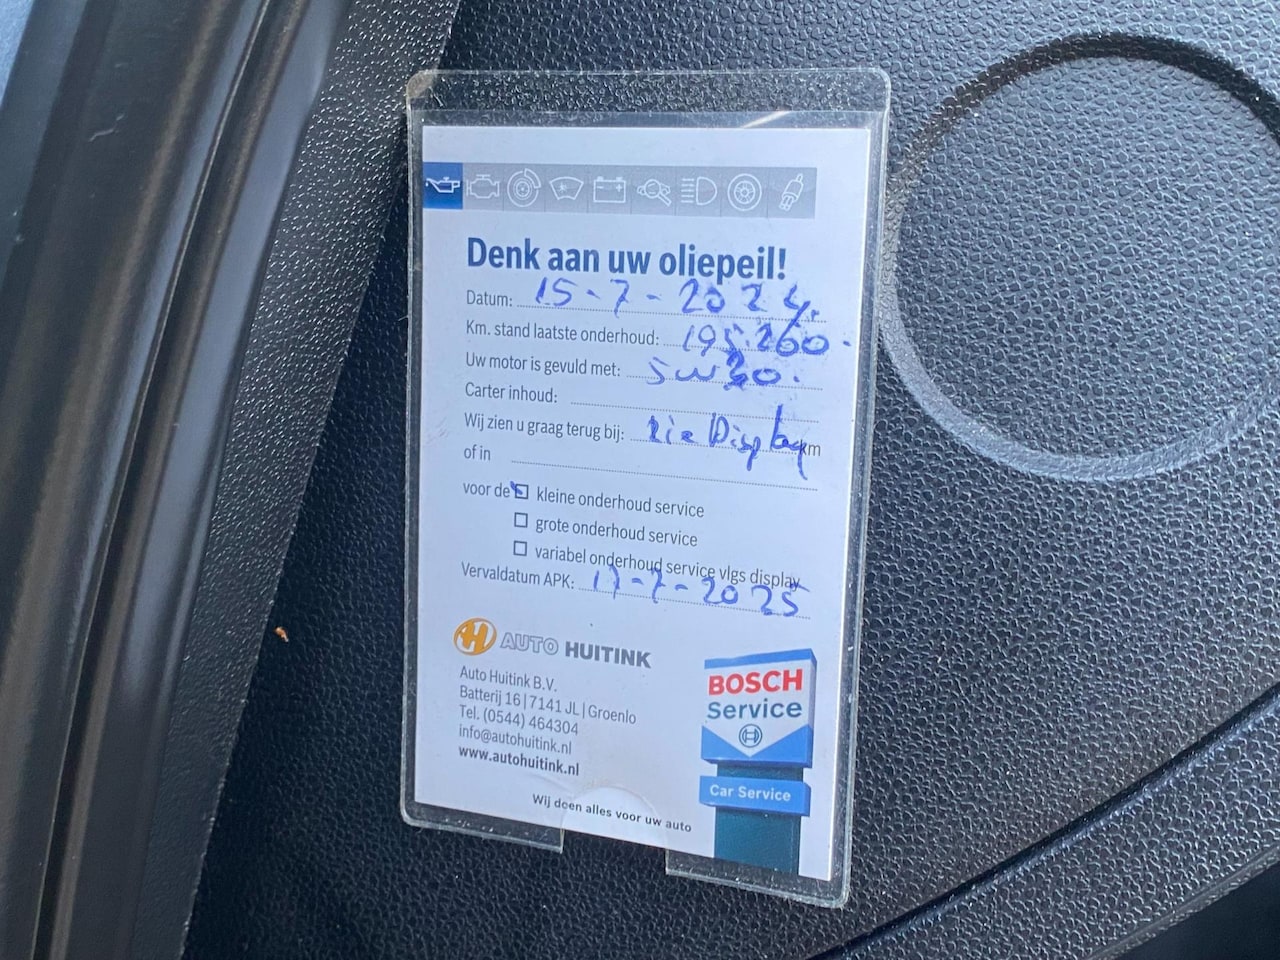 Denk aan uw oliepeil!
Datum: 15-7-2024.
Km. stand laatste onderhoud: 195.260.
Uw motor is gevuld met: 5w30.
Carter inhoud:
Wij zien u graag terug bij: zie Display km
of in
voor de kleine onderhoud service
grote onderhoud service
variabel onderhoud service vlgs display
Vervaldatum APK: 17-7-2025
H AUTO HUITINK
Auto Huitink B.V.
Batterij 16 | 7141 JL | Groenlo
Tel. (0544) 464304
info@autohuitink.nl
www.autohuitink.nl
Wij doen alles voor uw auto
BOSCH
Service
Car Service